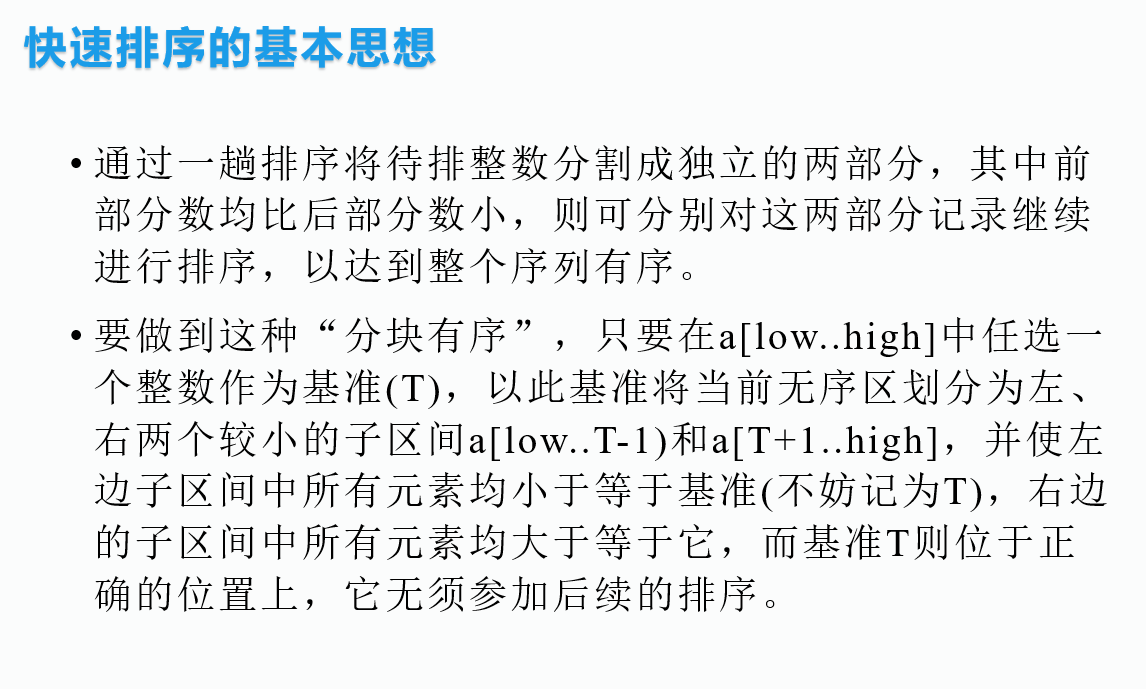 快速排序的基本思想
• 通过一趟排序将待排整数分割成独立的两部分，其中前
部分数均比后部分数小，则可分别对这两部分记录继续
进行排序，以达到整个序列有序。
• 要做到这种“分块有序”，只要在a[low..high]中任选一
个整数作为基准(T)，以此基准将当前无序区划分为左、
右两个较小的子区间a[low..T-1)和a[T+1..high]，并使左
边子区间中所有元素均小于等于基准(不妨记为T)，右边
的子区间中所有元素均大于等于它，而基准T则位于正
确的位置上，它无须参加后续的排序。